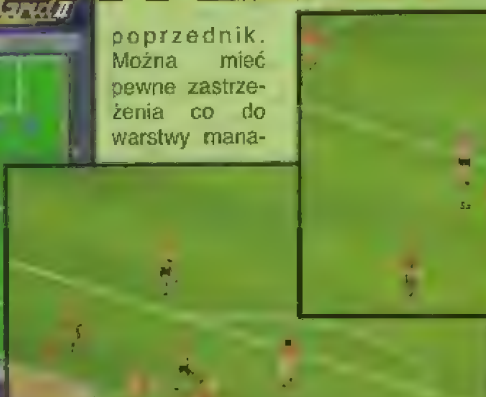 poprzednik.
Można mieć
pewne zastrze-
żenia co do
warstwy mana-